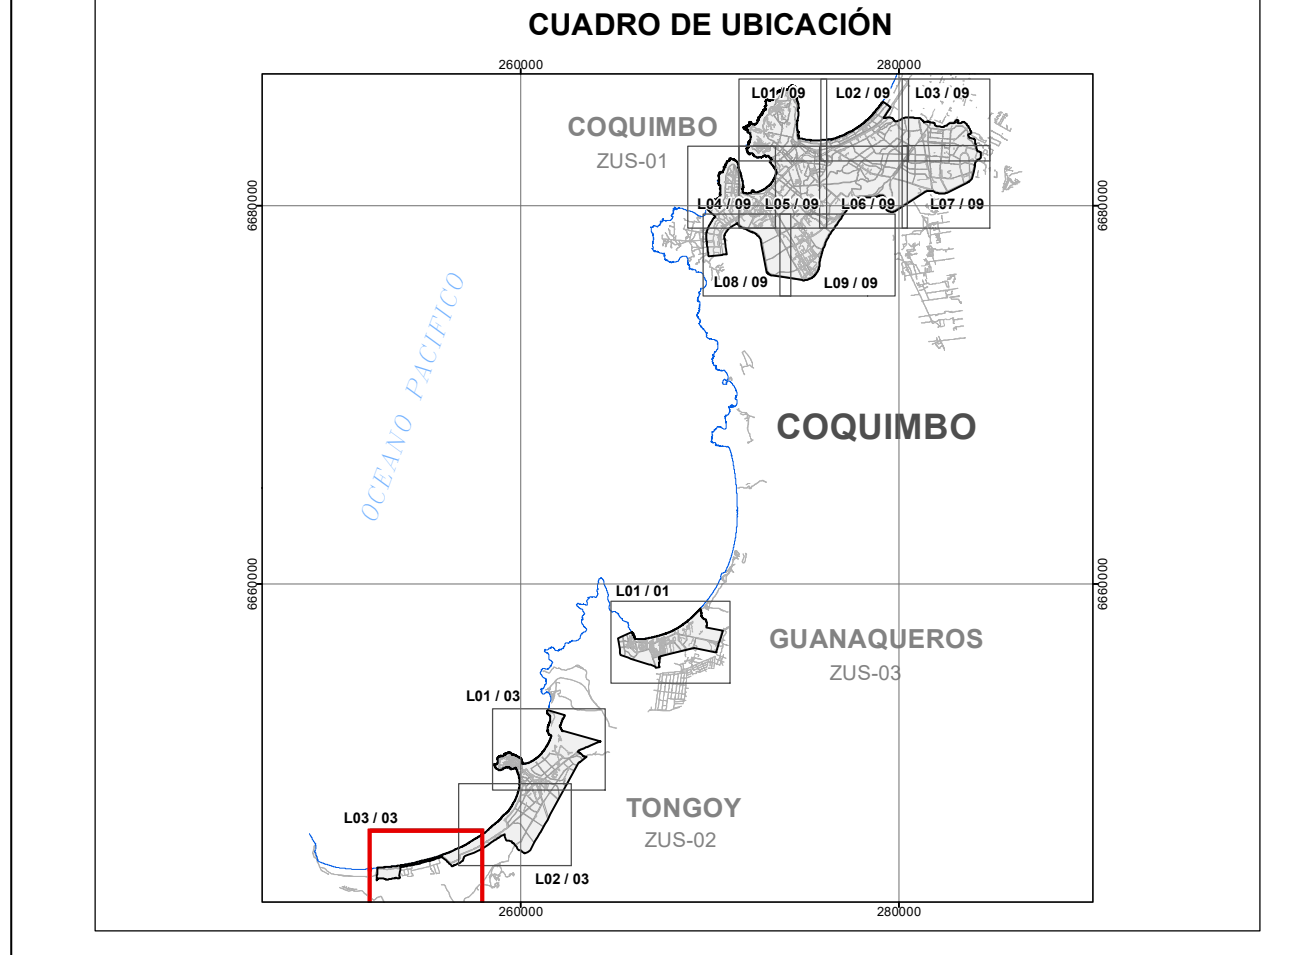 CUADRO DE UBICACIÓN
260000
280000
L01 / 09
L02 / 09
L03 / 09
COQUIMBO
ZUS-01
L04 / 09
L05 / 09
L06 / 09
L07 / 09
6680000
6680000
L08 / 09
L09 / 09
OCEANO PACIFICO
COQUIMBO
6660000
6660000
L01 / 01
GUANAQUEROS
ZUS-03
L01 / 03
TONGOY
ZUS-02
L03 / 03
L02 / 03
260000
280000